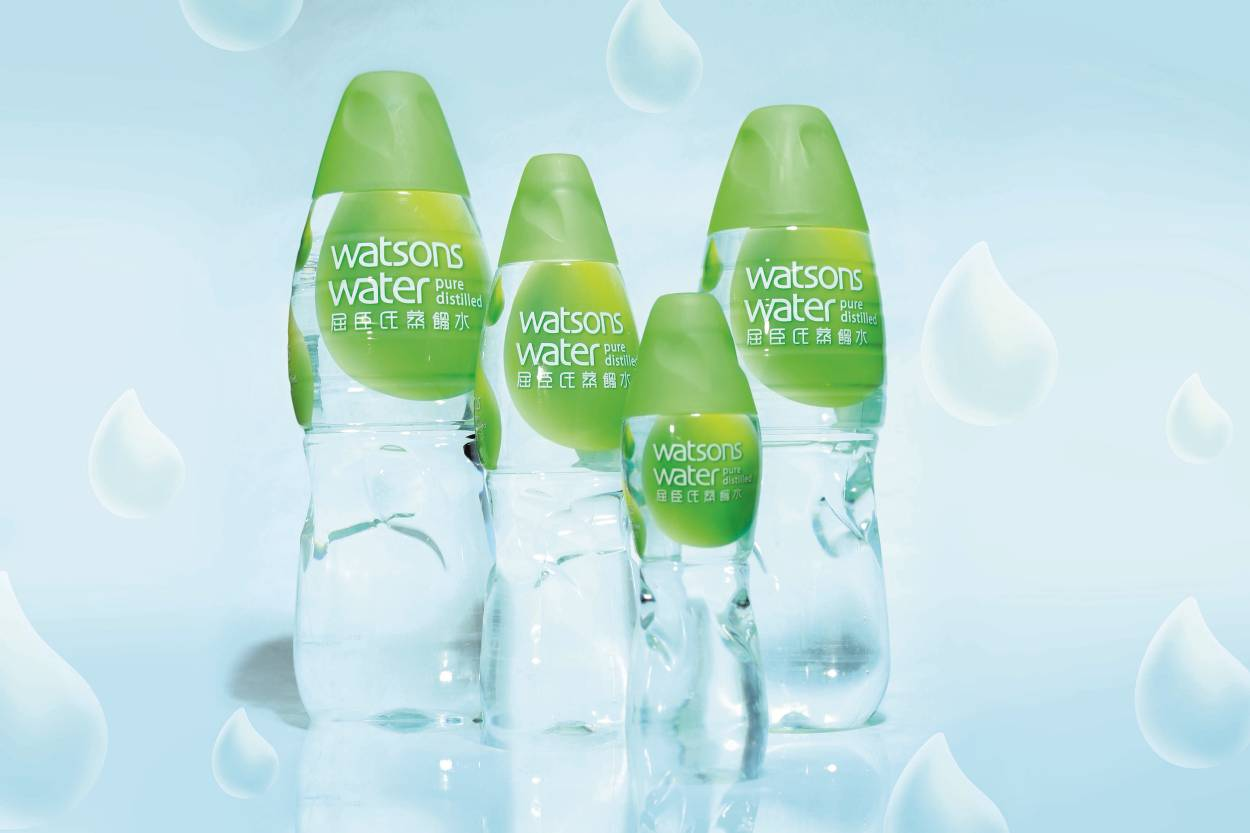 watsons
water pure
distilled
屈臣氏蒸餾水
watsons
water pure
distilled
屈臣氏蒸餾水
watsons
water pure
distilled
屈臣氏蒸餾水
watsons
water pure
distilled
屈臣氏蒸餾水